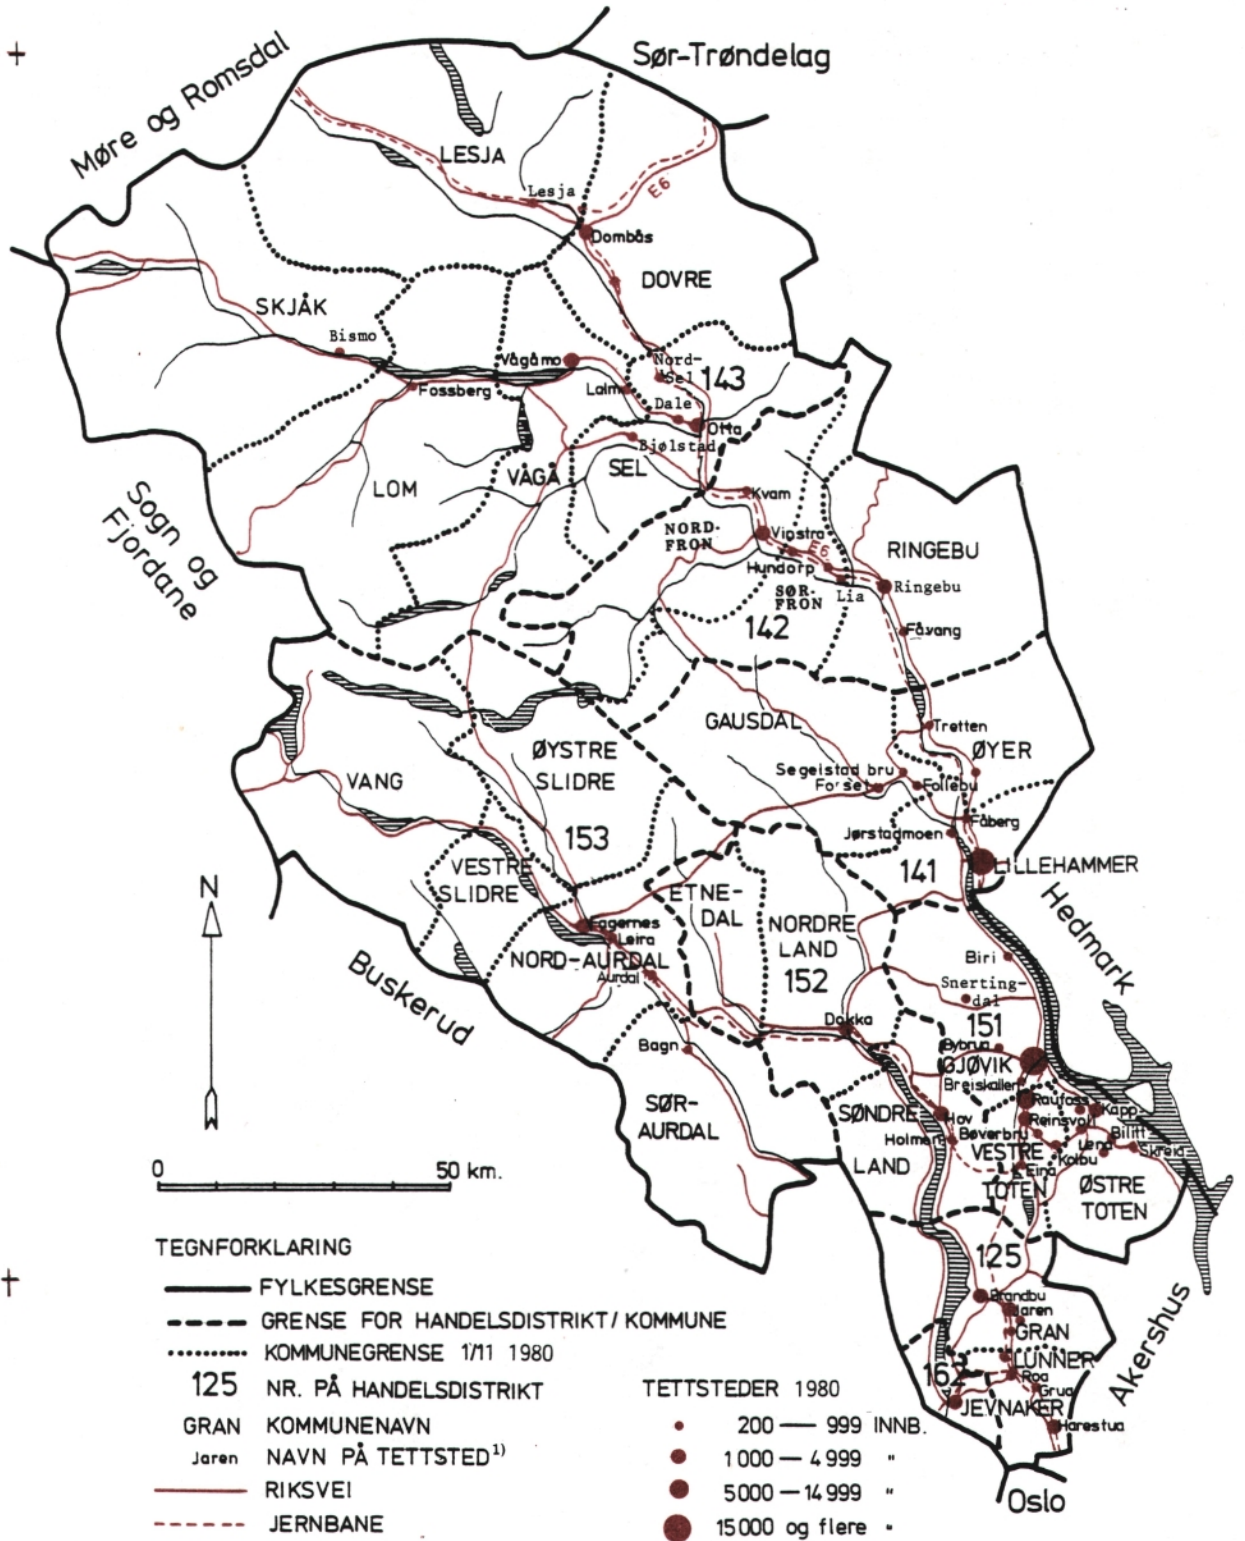 Sør-Trøndelag
Møre og Romsdal
LESJA
Lesja
E6
Dombås
DOVRE
SKJÅK
Bismo
Vågåmo
Nord-
Sel
143
Fossberg
Lalm
Dale
Otta
Bjølstad
SEL
VÅGÅ
LOM
Kvam
Sogn og
Fjordane
NORD-
FRON
Vinstra
E6
RINGEBU
Hundorp
SØR-
FRON
Lia
Ringebu
142
Fåvang
GAUSDAL
Tretten
ØYER
ØYSTRE
SLIDRE
VANG
Segelstad bru
Forset
Follebu
Fåberg
Jørstadmoen
153
VESTRE
SLIDRE
141
LILLEHAMMER
N
ETNE-
DAL
Hedmark
NORDRE
LAND
Fagernes
Leira
NORD-AURDAL
Aurdal
Biri
Buskerud
152
Snerting-
dal
Dokka
151
Bybrua
GJØVIK
Bagn
Breiskallen
Raufoss
Kapp
SØR-
AURDAL
SØNDRE
LAND
Hov
Reinsvoll
Holmen
Bøverbru
Bilitt
Lena
Skreia
Kolbu
VESTRE
TOTEN
Eina
ØSTRE
TOTEN
0
50 km.
125
Brandbu
Jaren
GRAN
LUNNER
Roa
162
Grua
JEVNAKER
Harestua
Akershus
Oslo
TEGNFORKLARING
FYLKESGRENSE
GRENSE FOR HANDELSDISTRIKT/KOMMUNE
KOMMUNEGRENSE 1/11 1980
125 NR. PÅ HANDELSDISTRIKT
GRAN KOMMUNENAVN
Jaren NAVN PÅ TETTSTED 1)
RIKSVEI
JERNBANE
TETTSTEDER 1980
200 — 999 INNB.
1000 — 4999 "
5000 — 14999 "
15000 og flere "